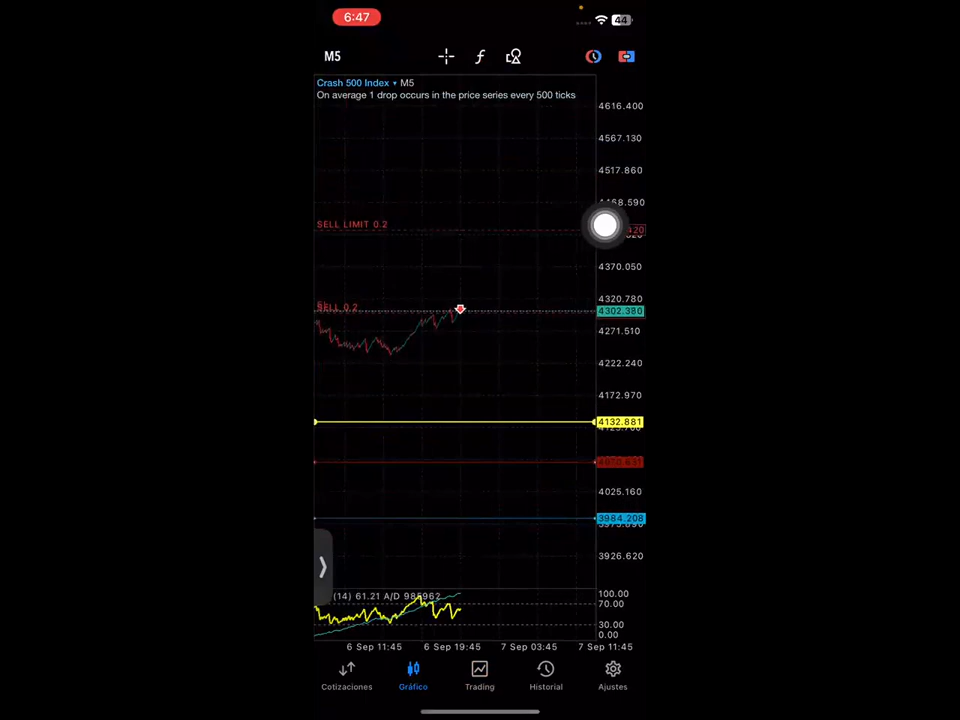 6:47
44
M5
Crash 500 Index ▾ M5
On average 1 drop occurs in the price series every 500 ticks
4616.400
4567.130
4517.860
SELL LIMIT 0.2
4370.050
4320.780
SELL 0.2
4302.380
4271.510
4222.240
4172.970
4132.881
4025.160
3984.208
3926.620
(14) 61.21 A/D 985962
100.00
70.00
30.00
0.00
6 Sep 11:45
6 Sep 19:45
7 Sep 03:45
7 Sep 11:45
Cotizaciones
Gráfico
Trading
Historial
Ajustes